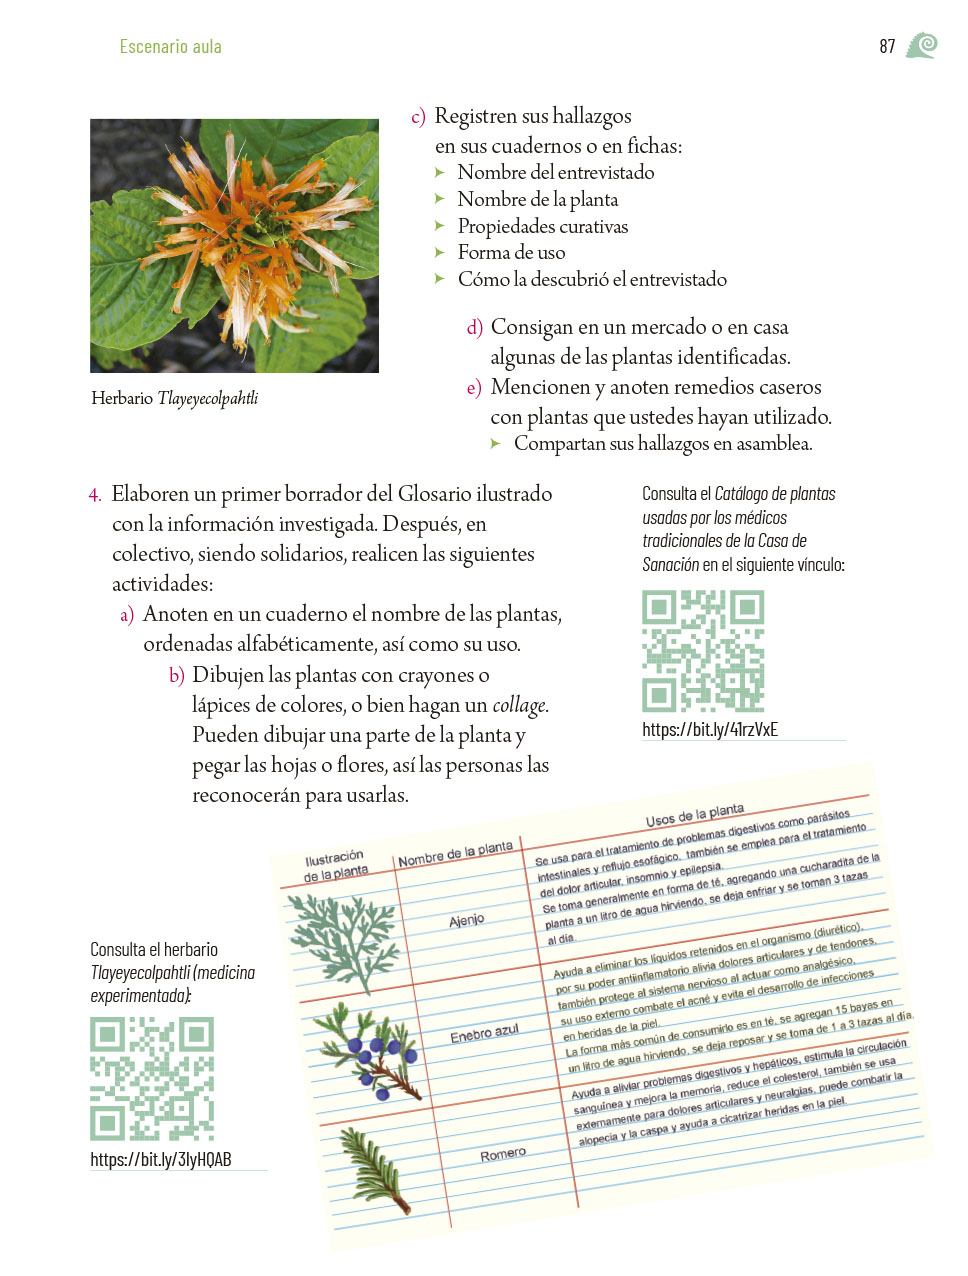 Escenario aula
87
c) Registren sus hallazgos
en sus cuadernos o en fichas:
Nombre del entrevistado
Nombre de la planta
Propiedades curativas
Forma de uso
Cómo la descubrió el entrevistado
d) Consigan en un mercado o en casa
algunas de las plantas identificadas.
e) Mencionen y anoten remedios caseros
con plantas que ustedes hayan utilizado.
Compartan sus hallazgos en asamblea.
Herbario Tlayeyecolpahtli
4. Elaboren un primer borrador del Glosario ilustrado
con la información investigada. Después, en
colectivo, siendo solidarios, realicen las siguientes
actividades:
a) Anoten en un cuaderno el nombre de las plantas,
ordenadas alfabéticamente, así como su uso.
b) Dibujen las plantas con crayones o
lápices de colores, o bien hagan un collage.
Pueden dibujar una parte de la planta y
pegar las hojas o flores, así las personas las
reconocerán para usarlas.
Consulta el Catálogo de plantas
usadas por los médicos
tradicionales de la Casa de
Sanación en el siguiente vínculo:
https://bit.ly/41rzVxE
Consulta el herbario
Tlayeyecolpahtli (medicina
experimentada):
https://bit.ly/3IyHQAB
Ilustración
de la planta
Nombre de la planta
Usos de la planta
Ajenjo
Se usa para el tratamiento de problemas digestivos como parásitos
intestinales y reflujo esofágico, también se emplea para el tratamiento
del dolor articular, insomnio y epilepsia.
Se toma generalmente en forma de té, agregando una cucharadita de la
planta a un litro de agua hirviendo, se deja enfriar y se toman 3 tazas
al día.
Enebro azul
Ayuda a eliminar los líquidos retenidos en el organismo (diurético),
por su poder antiinflamatorio alivia dolores articulares y de tendones,
también protege al sistema nervioso al actuar como analgésico,
su uso externo combate el acné y evita el desarrollo de infecciones
en heridas de la piel.
La forma más común de consumirlo es en té, se agregan 15 bayas en
un litro de agua hirviendo, se deja reposar y se toma de 1 a 3 tazas al día.
Romero
Ayuda a aliviar problemas digestivos y hepáticos, estimula la circulación
sanguínea y mejora la memoria, reduce el colesterol, también se usa
externamente para dolores articulares y neuralgias, puede combatir la
alopecia y la caspa y ayuda a cicatrizar heridas en la piel.